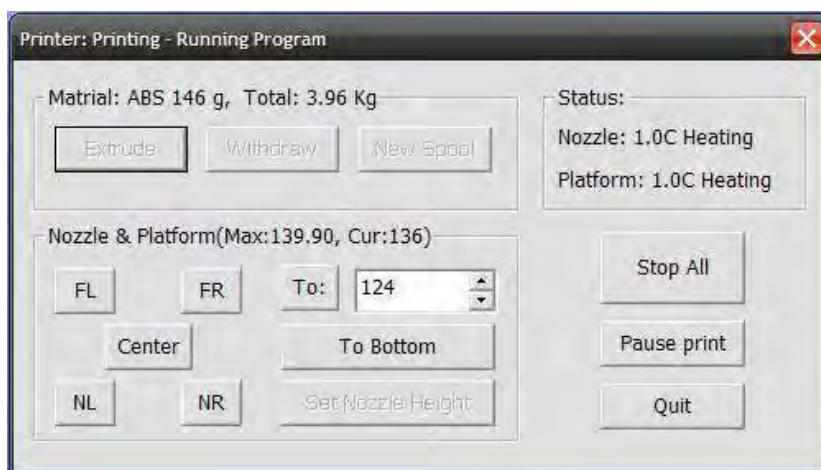 Printer: Printing - Running Program
Matrial: ABS 146 g, Total: 3.96 Kg
Extrude Withdraw New Spool
Status:
Nozzle: 1.0C Heating
Platform: 1.0C Heating
Nozzle & Platform(Max:139.90, Cur:136)
FL FR To: 124
Center To Bottom
NL NR Set Nozzle Height
Stop All
Pause print
Quit